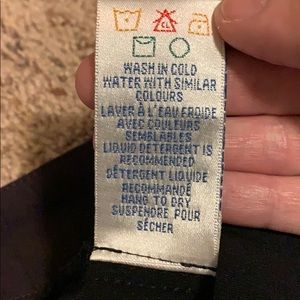 CL
WASH IN COLD
WATER WITH SIMILAR
COLOURS
LAVER À L'EAU FROIDE
AVEC COULEURS
SEMBLABLES
LIQUID DETERGENT IS
RECOMMENDED
DÉTERGENT LIQUIDE
RECOMMANDÉ
HANG TO DRY
SUSPENDRE POUR
SÉCHER